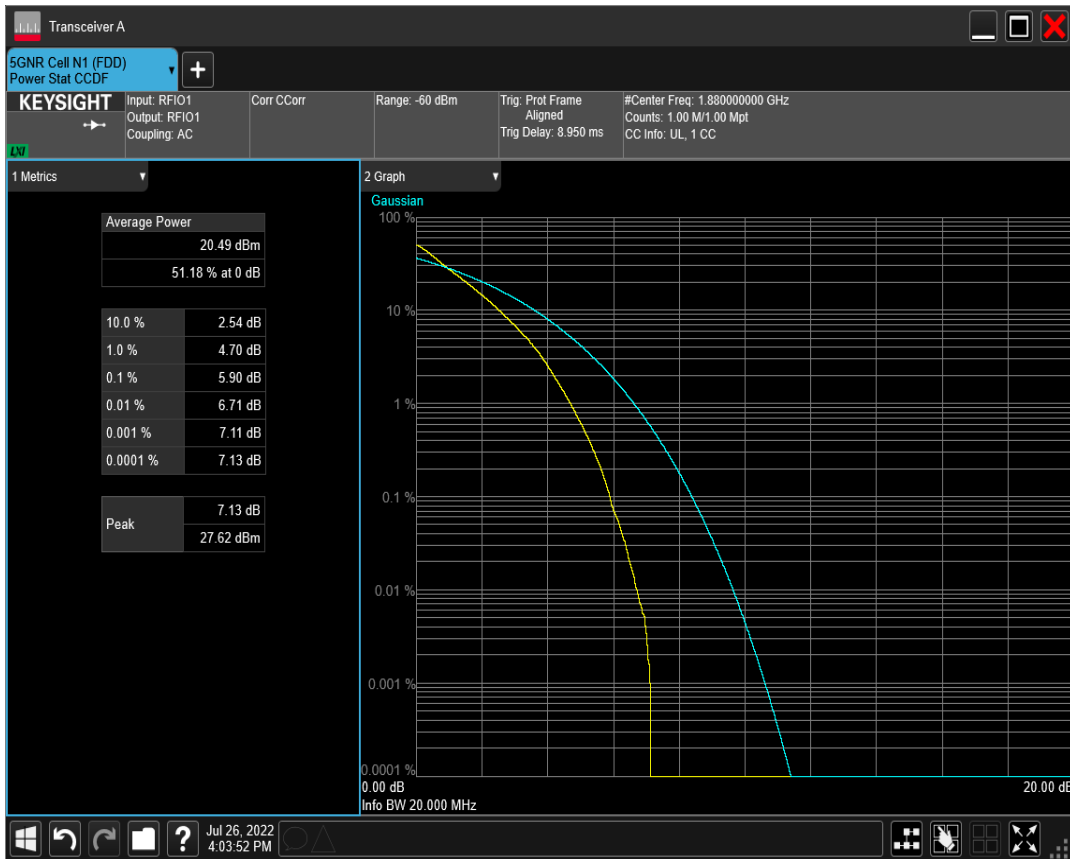 Transceiver A
5GNR Cell N1 (FDD)
Power Stat CCDF
+
KEYSIGHT
LXI
Input: RFIO1
Output: RFIO1
Coupling: AC
Corr CCorr
Range: -60 dBm
Trig: Prot Frame
Aligned
Trig Delay: 8.950 ms
#Center Freq: 1.880000000 GHz
Counts: 1.00 M/1.00 Mpt
CC Info: UL, 1 CC
1 Metrics
Average Power
20.49 dBm
51.18 % at 0 dB
10.0 % 2.54 dB
1.0 % 4.70 dB
0.1 % 5.90 dB
0.01 % 6.71 dB
0.001 % 7.11 dB
0.0001 % 7.13 dB
Peak
7.13 dB
27.62 dBm
2 Graph
Gaussian
100 %
10 %
1 %
0.1 %
0.01 %
0.001 %
0.0001 %
0.00 dB
20.00 dB
Info BW 20.000 MHz
?
Jul 26, 2022
4:03:52 PM